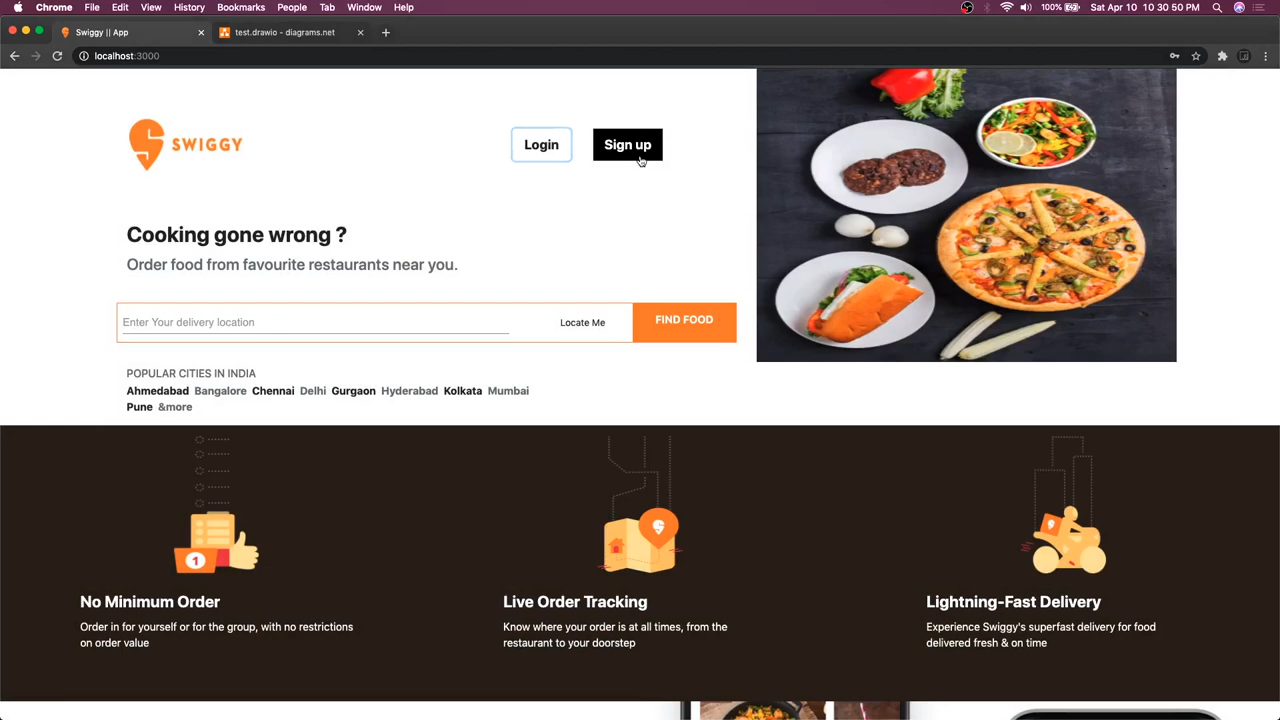 Chrome File Edit View History Bookmarks People Tab Window Help 100% Sat Apr 10 10:30:50 PM
Swiggy || App test.drawio - diagrams.net
localhost:3000
SWIGGY
Login Sign up
Cooking gone wrong ?
Order food from favourite restaurants near you.
Enter Your delivery location Locate Me FIND FOOD
POPULAR CITIES IN INDIA
Ahmedabad Bangalore Chennai Delhi Gurgaon Hyderabad Kolkata Mumbai
Pune &more
1
No Minimum Order
Order in for yourself or for the group, with no restrictions
on order value
Live Order Tracking
Know where your order is at all times, from the
restaurant to your doorstep
Lightning-Fast Delivery
Experience Swiggy's superfast delivery for food
delivered fresh & on time